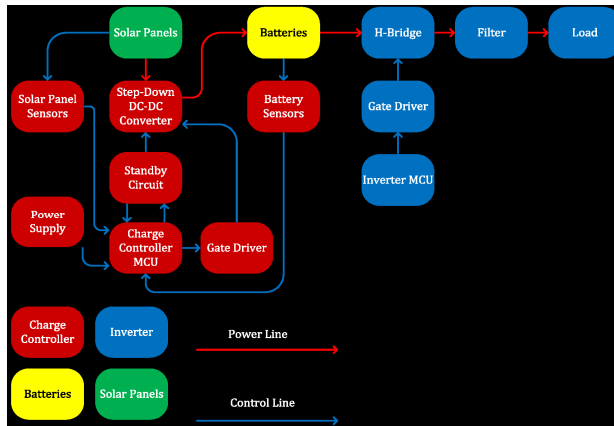 Solar Panels
Batteries
H-Bridge
Filter
Load
Solar Panel
Sensors
Step-Down
DC-DC
Converter
Battery
Sensors
Gate Driver
Standby
Circuit
Inverter MCU
Power
Supply
Charge
Controller
MCU
Gate Driver
Charge
Controller
Inverter
Power Line
Batteries
Solar Panels
Control Line